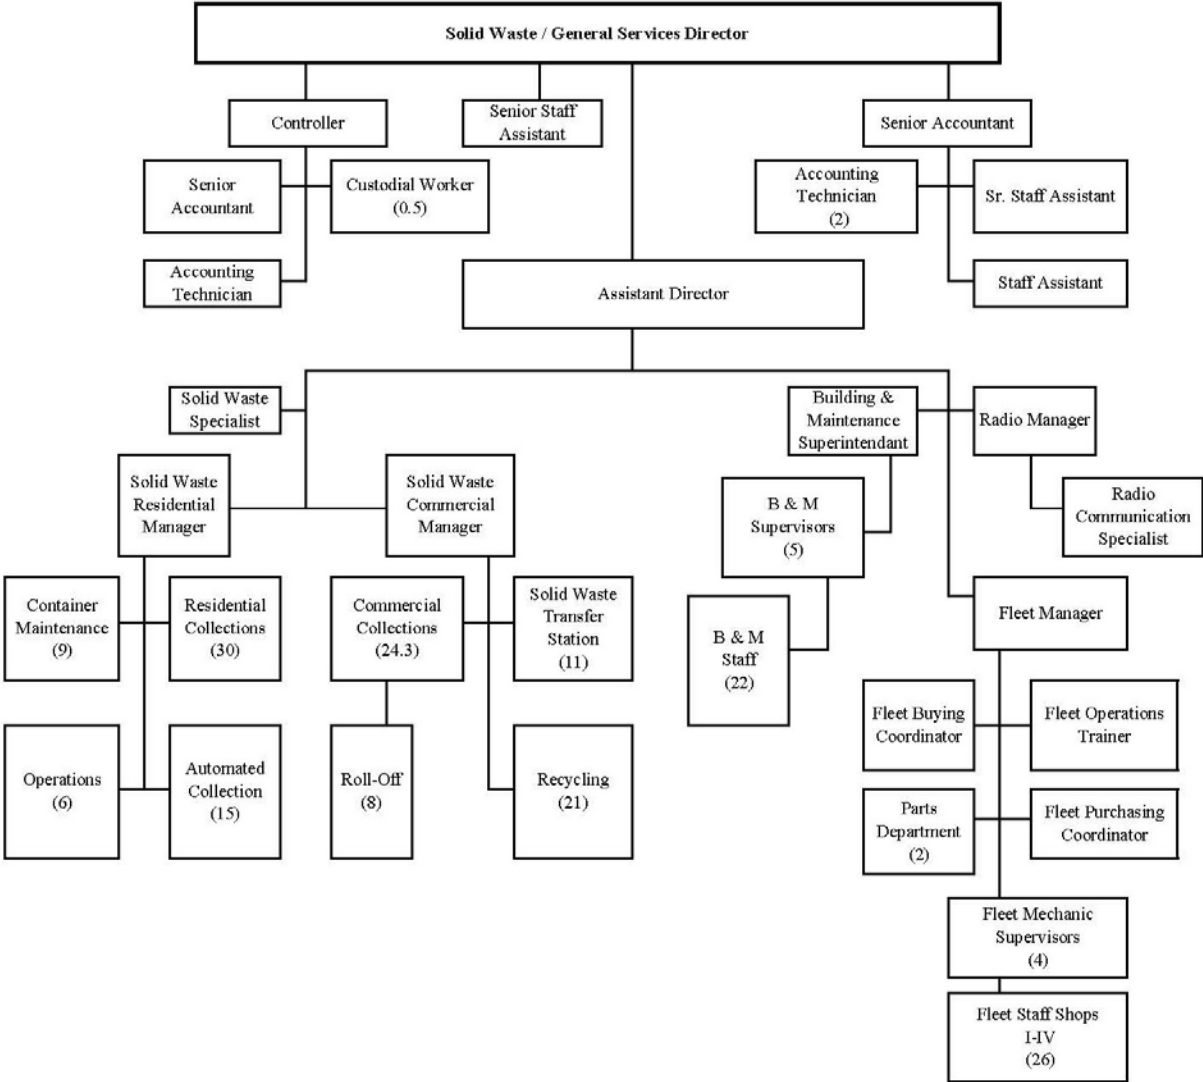 Solid Waste / General Services Director
Controller
Senior Staff
Assistant
Senior Accountant
Senior
Accountant
Custodial Worker
(0.5)
Accounting
Technician
(2)
Sr. Staff Assistant
Accounting
Technician
Staff Assistant
Assistant Director
Solid Waste
Specialist
Building &
Maintenance
Superintendant
Radio Manager
Solid Waste
Residential
Manager
Solid Waste
Commercial
Manager
B & M
Supervisors
(5)
Radio
Communication
Specialist
Container
Maintenance
(9)
Residential
Collections
(30)
Commercial
Collections
(24.3)
Solid Waste
Transfer
Station
(11)
B & M
Staff
(22)
Fleet Manager
Fleet Buying
Coordinator
Fleet Operations
Trainer
Operations
(6)
Automated
Collection
(15)
Roll-Off
(8)
Recycling
(21)
Parts
Department
(2)
Fleet Purchasing
Coordinator
Fleet Mechanic
Supervisors
(4)
Fleet Staff Shops
I-IV
(26)